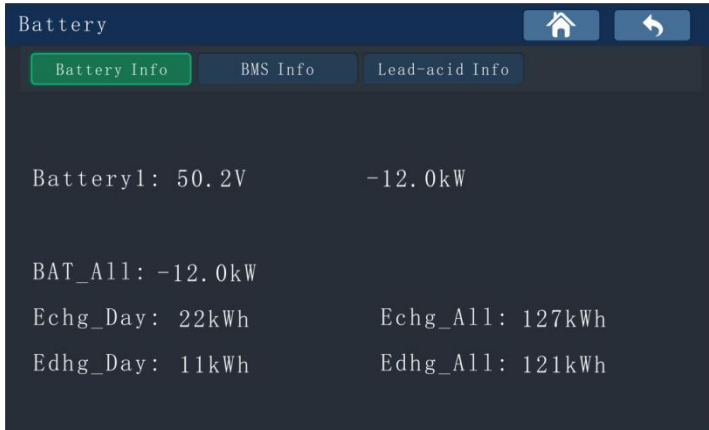 Battery
Battery Info BMS Info Lead-acid Info
Battery1: 50.2V -12.0kW
BAT_All: -12.0kW
Echg_Day: 22kWh Echg_All: 127kWh
Edhg_Day: 11kWh Edhg_All: 121kWh